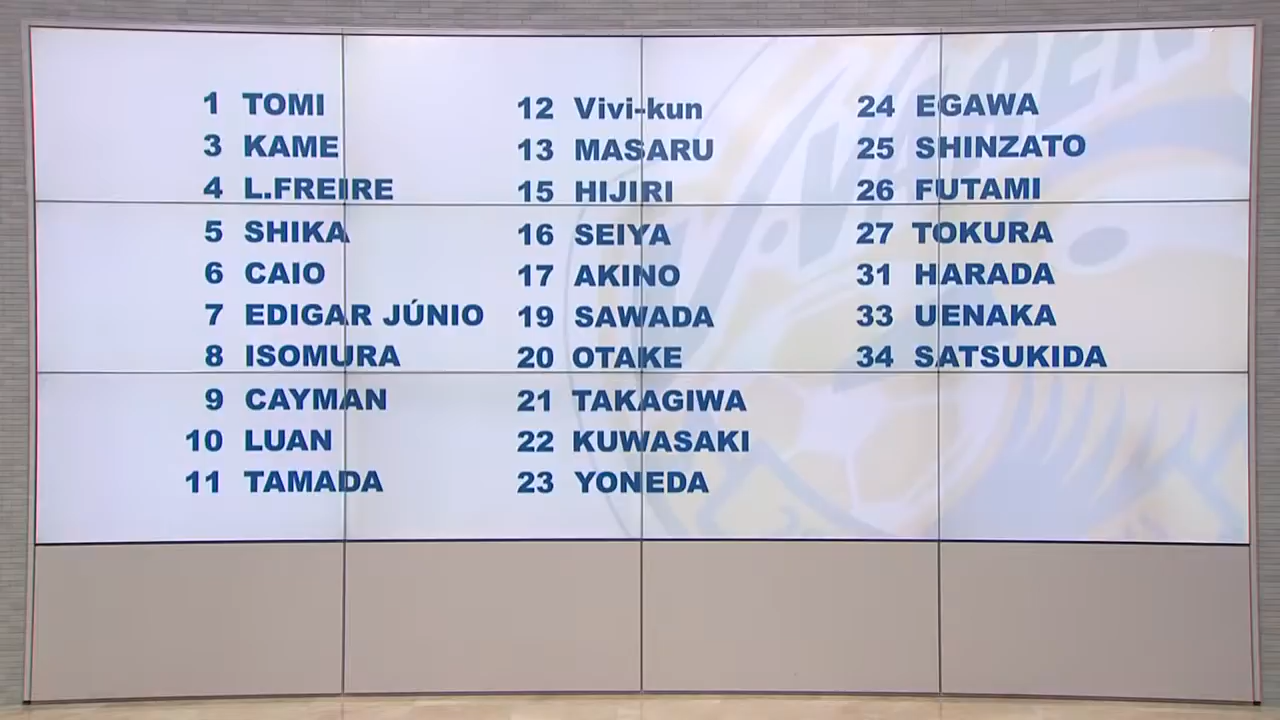 1 TOMI
3 KAME
4 L.FREIRE
5 SHIKA
6 CAIO
7 EDIGAR JÚNIO
8 ISOMURA
9 CAYMAN
10 LUAN
11 TAMADA
12 Vivi-kun
13 MASARU
15 HIJIRI
16 SEIYA
17 AKINO
19 SAWADA
20 OTAKE
21 TAKAGIWA
22 KUWASAKI
23 YONEDA
24 EGAWA
25 SHINZATO
26 FUTAMI
27 TOKURA
31 HARADA
33 UENAKA
34 SATSUKIDA